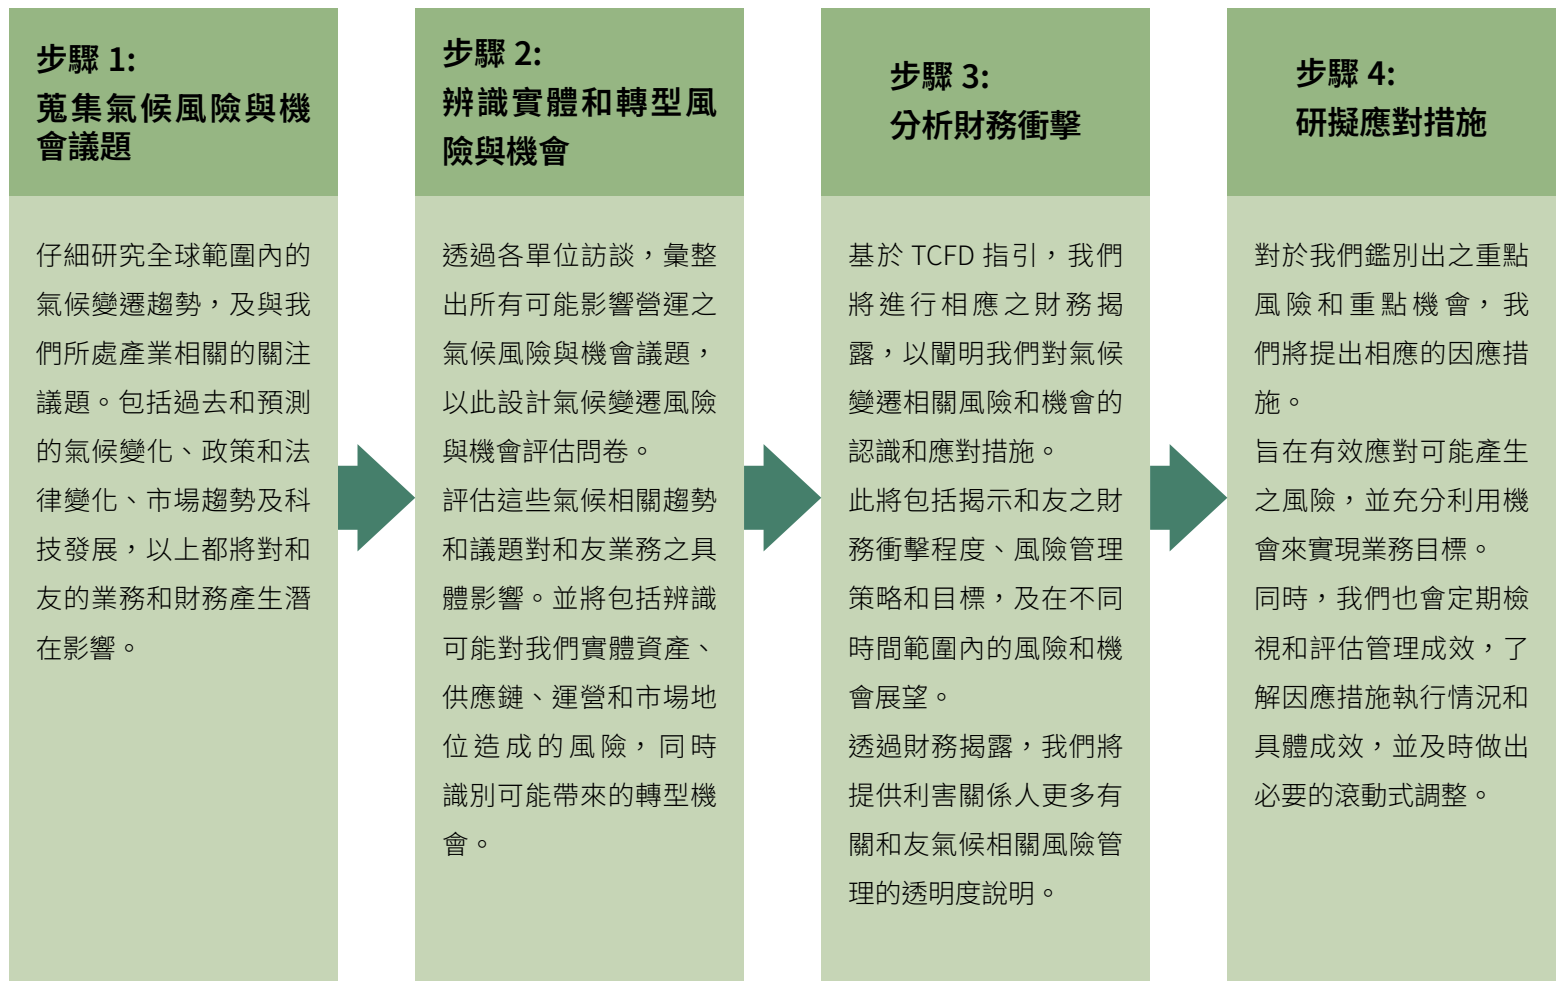 步驟 1:
蒐集氣候風險與機
會議題
仔細研究全球範圍內的
氣候變遷趨勢，及與我
們所處產業相關的關注
議題。包括過去和預測
的氣候變化、政策和法
律變化、市場趨勢及科
技發展，以上都將對和
友的業務和財務產生潛
在影響。
步驟 2:
辨識實體和轉型風
險與機會
透過各單位訪談，彙整
出所有可能影響營運之
氣候風險與機會議題，
以此設計氣候變遷風險
與機會評估問卷。
評估這些氣候相關趨勢
和議題對和友業務之具
體影響。並將包括辨識
可能對我們實體資產、
供應鏈、運營和市場地
位造成的風險，同時
識別可能帶來的轉型機
會。
步驟 3:
分析財務衝擊
基於 TCFD 指引，我們
將進行相應之財務揭
露，以闡明我們對氣候
變遷相關風險和機會的
認識和應對措施。
此將包括揭示和友之財
務衝擊程度、風險管理
策略和目標，及在不同
時間範圍內的風險和機
會展望。
透過財務揭露，我們將
提供利害關係人更多有
關和友氣候相關風險管
理的透明度說明。
步驟 4:
研擬應對措施
對於我們鑑別出之重點
風險和重點機會，我
們將提出相應的因應措
施。
旨在有效應對可能產生
之風險，並充分利用機
會來實現業務目標。
同時，我們也會定期檢
視和評估管理成效，了
解因應措施執行情況和
具體成效，並及時做出
必要的滾動式調整。